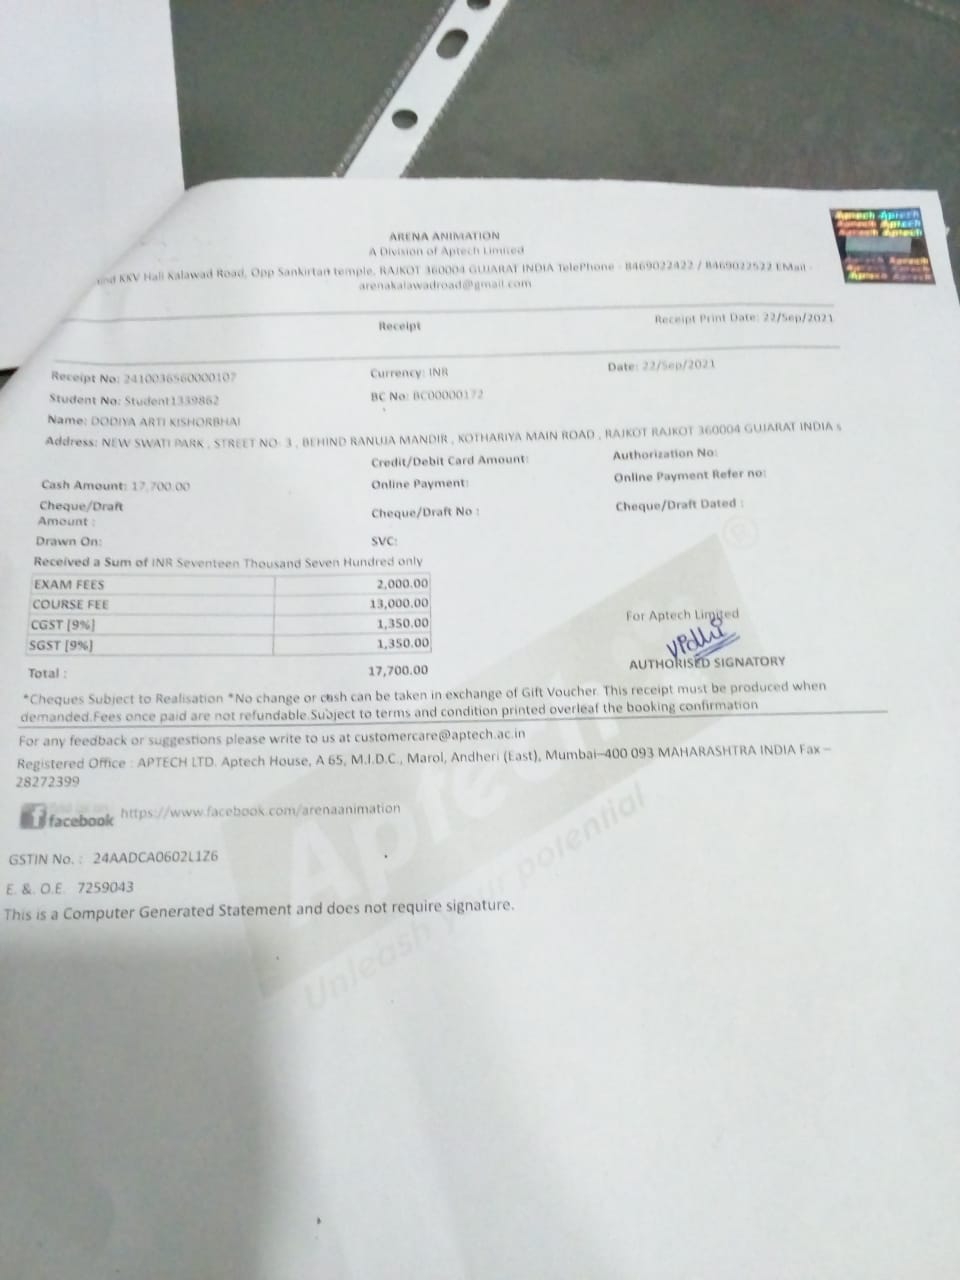 Aptech Aptech
ARENA ANIMATION
A Division of Aptech Limited
ind KKV Hall Kalawad Road, Opp Sankirtan temple, RAJKOT 360004 GUJARAT INDIA TelePhone - 8469022422 / 8469022522 EMail -
arenakalawadroad@gmail.com
Receipt
Receipt Print Date: 22/Sep/2021
Receipt No: 2410036560000107 Currency: INR Date: 22/Sep/2021
Student No: Student1339862 BC No: BC00000172
Name: DODIYA ARTI KISHORBHAI
Address: NEW SWATI PARK , STREET NO- 3 , BEHIND RANUJA MANDIR , KOTHARIYA MAIN ROAD , RAJKOT RAJKOT 360004 GUJARAT INDIA s
Credit/Debit Card Amount: Authorization No:
Cash Amount: 17,700.00 Online Payment: Online Payment Refer no:
Cheque/Draft
Amount : Cheque/Draft No : Cheque/Draft Dated :
Drawn On: SVC:
Received a Sum of INR Seventeen Thousand Seven Hundred only
EXAM FEES 2,000.00
COURSE FEE 13,000.00
CGST [9%] 1,350.00
SGST [9%] 1,350.00
Total : 17,700.00
For Aptech Limited
AUTHORISED SIGNATORY
*Cheques Subject to Realisation *No change or cash can be taken in exchange of Gift Voucher. This receipt must be produced when
demanded.Fees once paid are not refundable.Subject to terms and condition printed overleaf the booking confirmation
For any feedback or suggestions please write to us at customercare@aptech.ac.in
Registered Office : APTECH LTD. Aptech House, A 65, M.I.D.C., Marol, Andheri (East), Mumbai-400 093 MAHARASHTRA INDIA Fax -
28272399
facebook https://www.facebook.com/arenaanimation
GSTIN No. : 24AADCA0602L1Z6
E. &. O.E. 7259043
This is a Computer Generated Statement and does not require signature.
Aptech ®
Unleash your potential